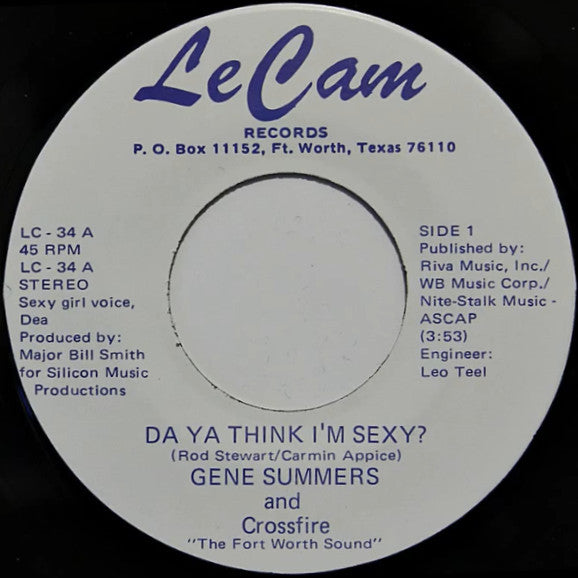 LeCam
RECORDS
P. O. Box 11152, Ft. Worth, Texas 76110
LC - 34 A
45 RPM
LC - 34 A
STEREO
Sexy girl voice,
Dea
Produced by:
Major Bill Smith
for Silicon Music
Productions
SIDE 1
Published by:
Riva Music, Inc./
WB Music Corp./
Nite-Stalk Music -
ASCAP
(3:53)
Engineer:
Leo Teel
DA YA THINK I'M SEXY?
(Rod Stewart/Carmin Appice)
GENE SUMMERS
and
Crossfire
"The Fort Worth Sound"